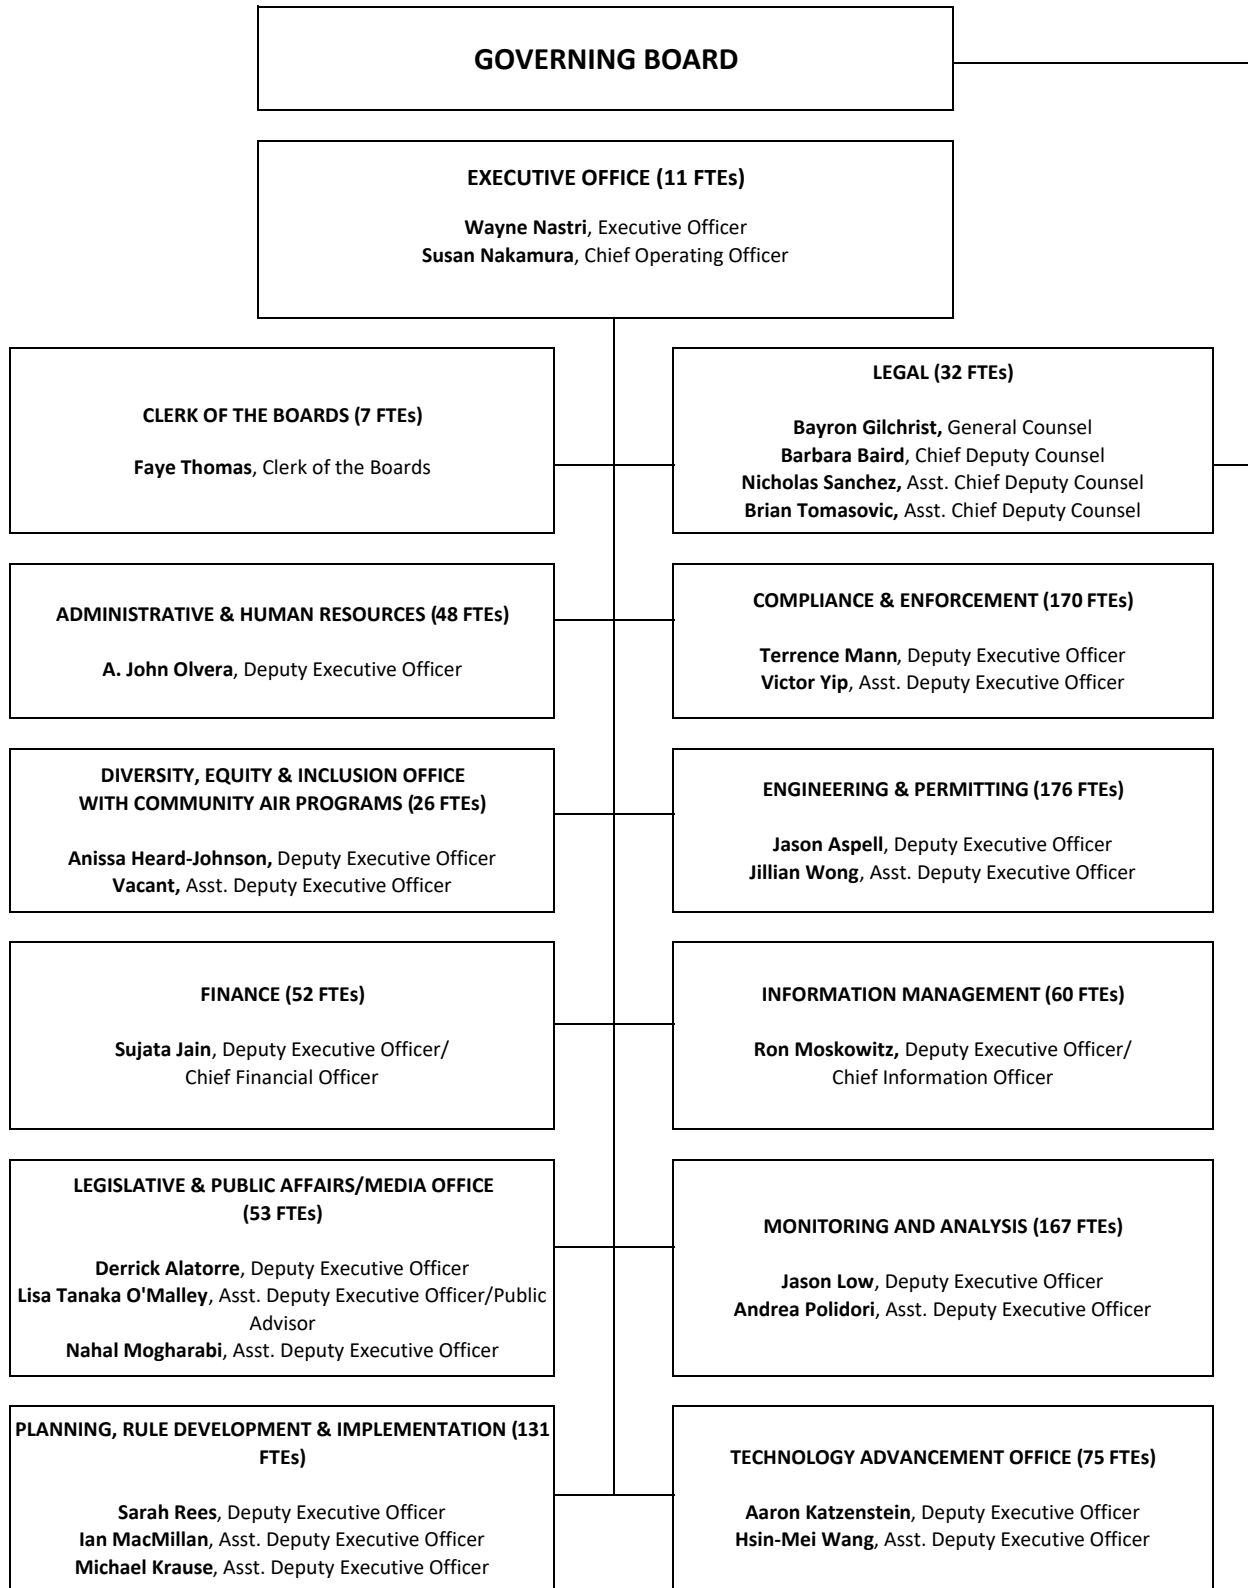 GOVERNING BOARD
EXECUTIVE OFFICE (11 FTEs)
Wayne Nastri, Executive Officer
Susan Nakamura, Chief Operating Officer
CLERK OF THE BOARDS (7 FTEs)
Faye Thomas, Clerk of the Boards
LEGAL (32 FTEs)
Bayron Gilchrist, General Counsel
Barbara Baird, Chief Deputy Counsel
Nicholas Sanchez, Asst. Chief Deputy Counsel
Brian Tomasovic, Asst. Chief Deputy Counsel
ADMINISTRATIVE & HUMAN RESOURCES (48 FTEs)
A. John Olvera, Deputy Executive Officer
COMPLIANCE & ENFORCEMENT (170 FTEs)
Terrence Mann, Deputy Executive Officer
Victor Yip, Asst. Deputy Executive Officer
DIVERSITY, EQUITY & INCLUSION OFFICE
WITH COMMUNITY AIR PROGRAMS (26 FTEs)
Anissa Heard-Johnson, Deputy Executive Officer
Vacant, Asst. Deputy Executive Officer
ENGINEERING & PERMITTING (176 FTEs)
Jason Aspell, Deputy Executive Officer
Jillian Wong, Asst. Deputy Executive Officer
FINANCE (52 FTEs)
Sujata Jain, Deputy Executive Officer/
Chief Financial Officer
INFORMATION MANAGEMENT (60 FTEs)
Ron Moskowitz, Deputy Executive Officer/
Chief Information Officer
LEGISLATIVE & PUBLIC AFFAIRS/MEDIA OFFICE
(53 FTEs)
Derrick Alatorre, Deputy Executive Officer
Lisa Tanaka O'Malley, Asst. Deputy Executive Officer/Public
Advisor
Nahal Mogharabi, Asst. Deputy Executive Officer
MONITORING AND ANALYSIS (167 FTEs)
Jason Low, Deputy Executive Officer
Andrea Polidori, Asst. Deputy Executive Officer
PLANNING, RULE DEVELOPMENT & IMPLEMENTATION (131
FTEs)
Sarah Rees, Deputy Executive Officer
Ian MacMillan, Asst. Deputy Executive Officer
Michael Krause, Asst. Deputy Executive Officer
TECHNOLOGY ADVANCEMENT OFFICE (75 FTEs)
Aaron Katzenstein, Deputy Executive Officer
Hsin-Mei Wang, Asst. Deputy Executive Officer